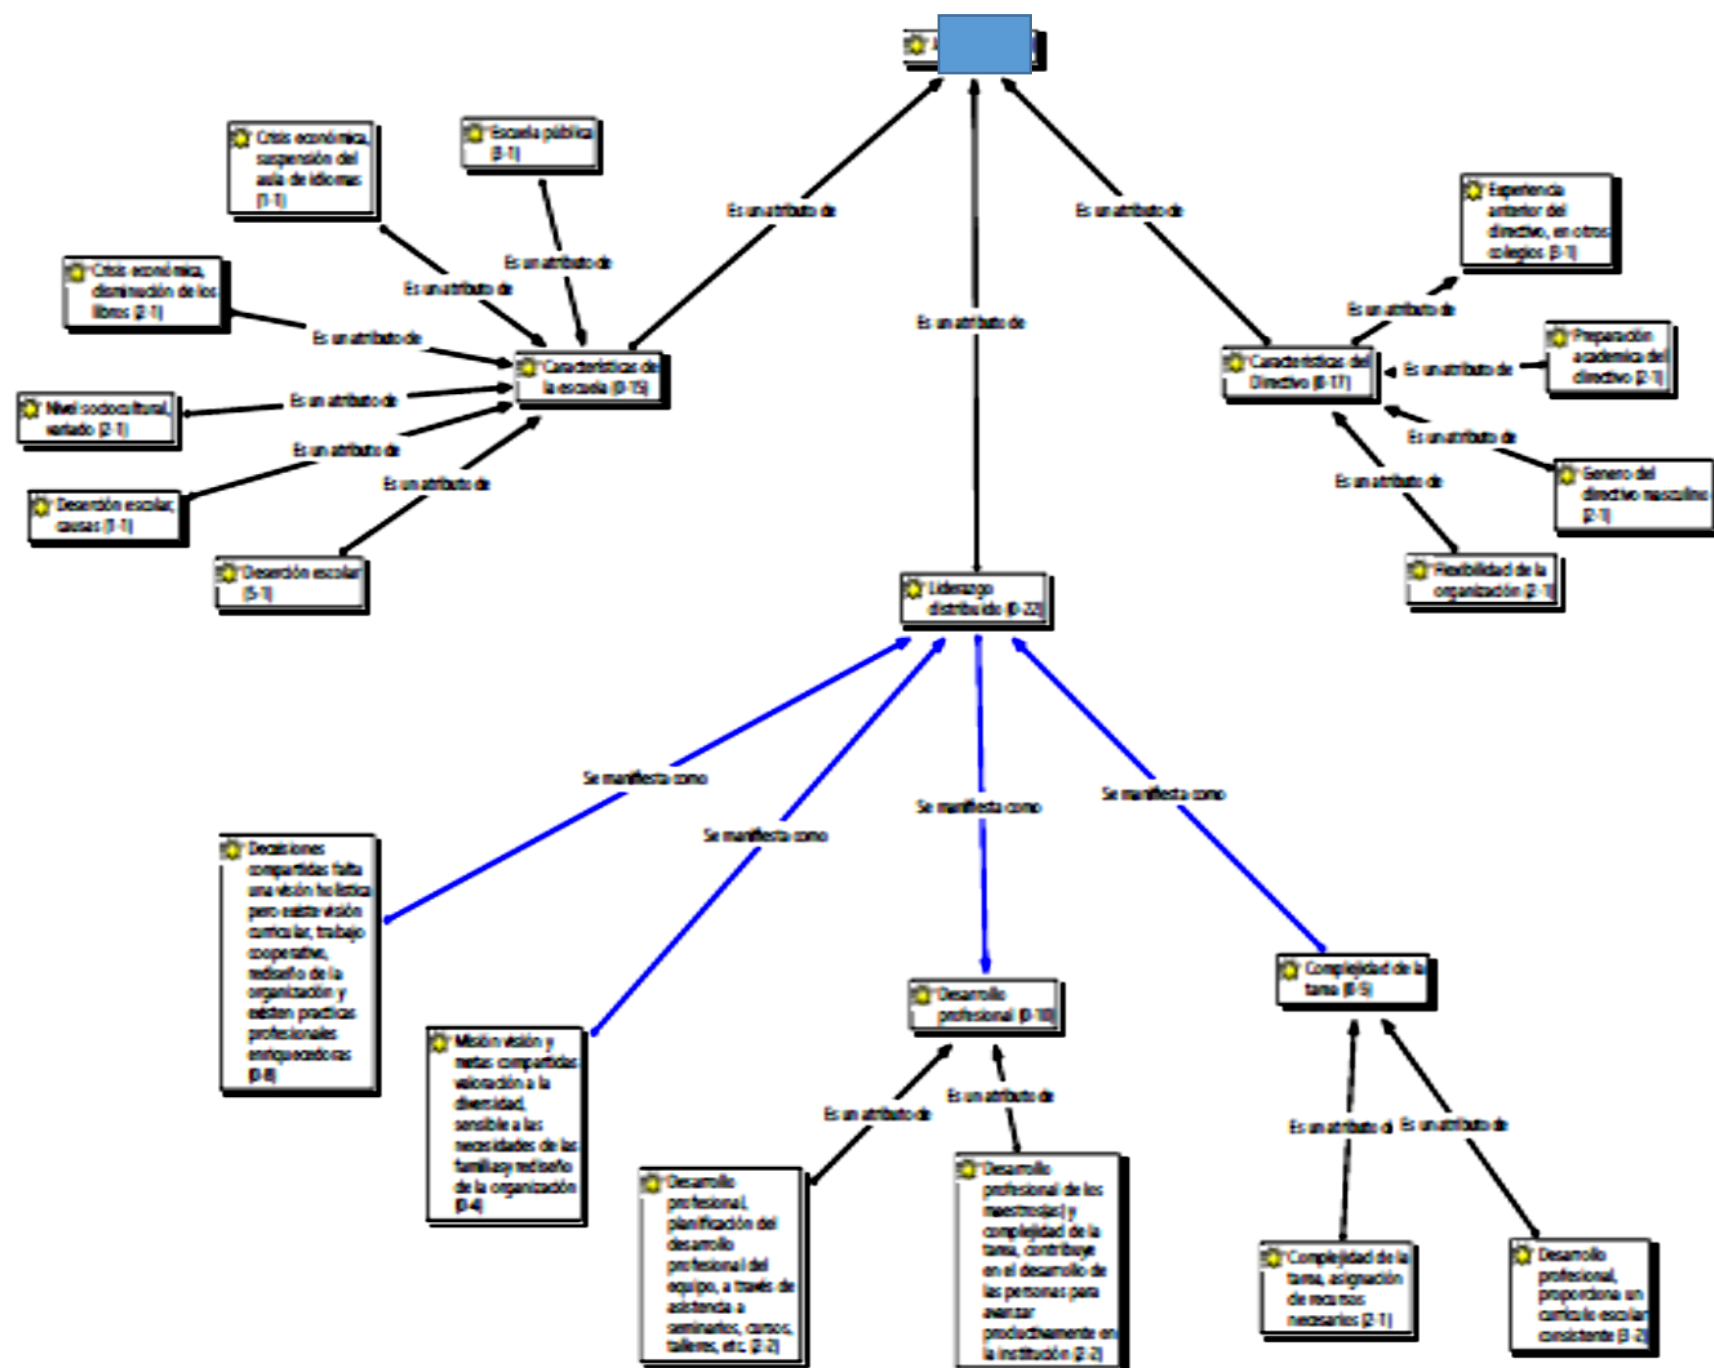 Crisis económica,
suspensión del
aula de idiomas
(1-1)
Escuela pública
(3-1)
Es un atributo de
Es un atributo de
Experiencia
anterior del
directivo, en otros
colegios
Es un atributo de
Es un atributo de
Crisis económica,
disminución de los
libros (2-1)
Es un atributo de
Es un atributo de
Es un atributo de
Preparación
academica del
directivo (2-1)
Es un atributo de
Características de
la escuela (0-15)
Características del
Directivo (0-17)
Es un atributo de
Nivel sociocultural,
variado (2-1)
Es un atributo de
Es un atributo de
Es un atributo de
Genero del
directivo masculino
(2-1)
Deserción escolar,
causas (1-1)
Es un atributo de
Es un atributo de
Deserción escolar
(5-1)
Flexibilidad de la
organización (2-1)
Liderazgo
distribuido (0-22)
Se manifiesta como
Se manifiesta como
Se manifiesta como
Se manifiesta como
compartidas falta
una visión holística
pero existe visión
curricular, trabajo
cooperativo,
rediseño de la
organización y
existen practicas
profesionales
enriquecedoras
(0-8)
Misión visión y
metas compartidas
valoración a la
diversidad,
sensible a las
necesidades de las
familias y rediseño
de la organización
(0-4)
Desarrollo
profesional (0-10)
Complejidad de la
tarea (0-5)
Es un atributo de
Es un atributo de
Es un atributo d
Es un atributo de
Desarrollo
profesional,
planificación del
desarrollo
profesional del
equipo, a través de
asistencia a
seminarios, cursos,
talleres, etc. (2-2)
Desarrollo
profesional de los
maestros(as) y
complejidad de la
tarea, contribuye
en el desarrollo de
las personas para
avanzar
productivamente en
la institución (2-2)
Complejidad de la
tarea, asignación
de recursos
necesarios (2-1)
Desarrollo
profesional,
proporciona un
currículo escolar
consistente (3-2)